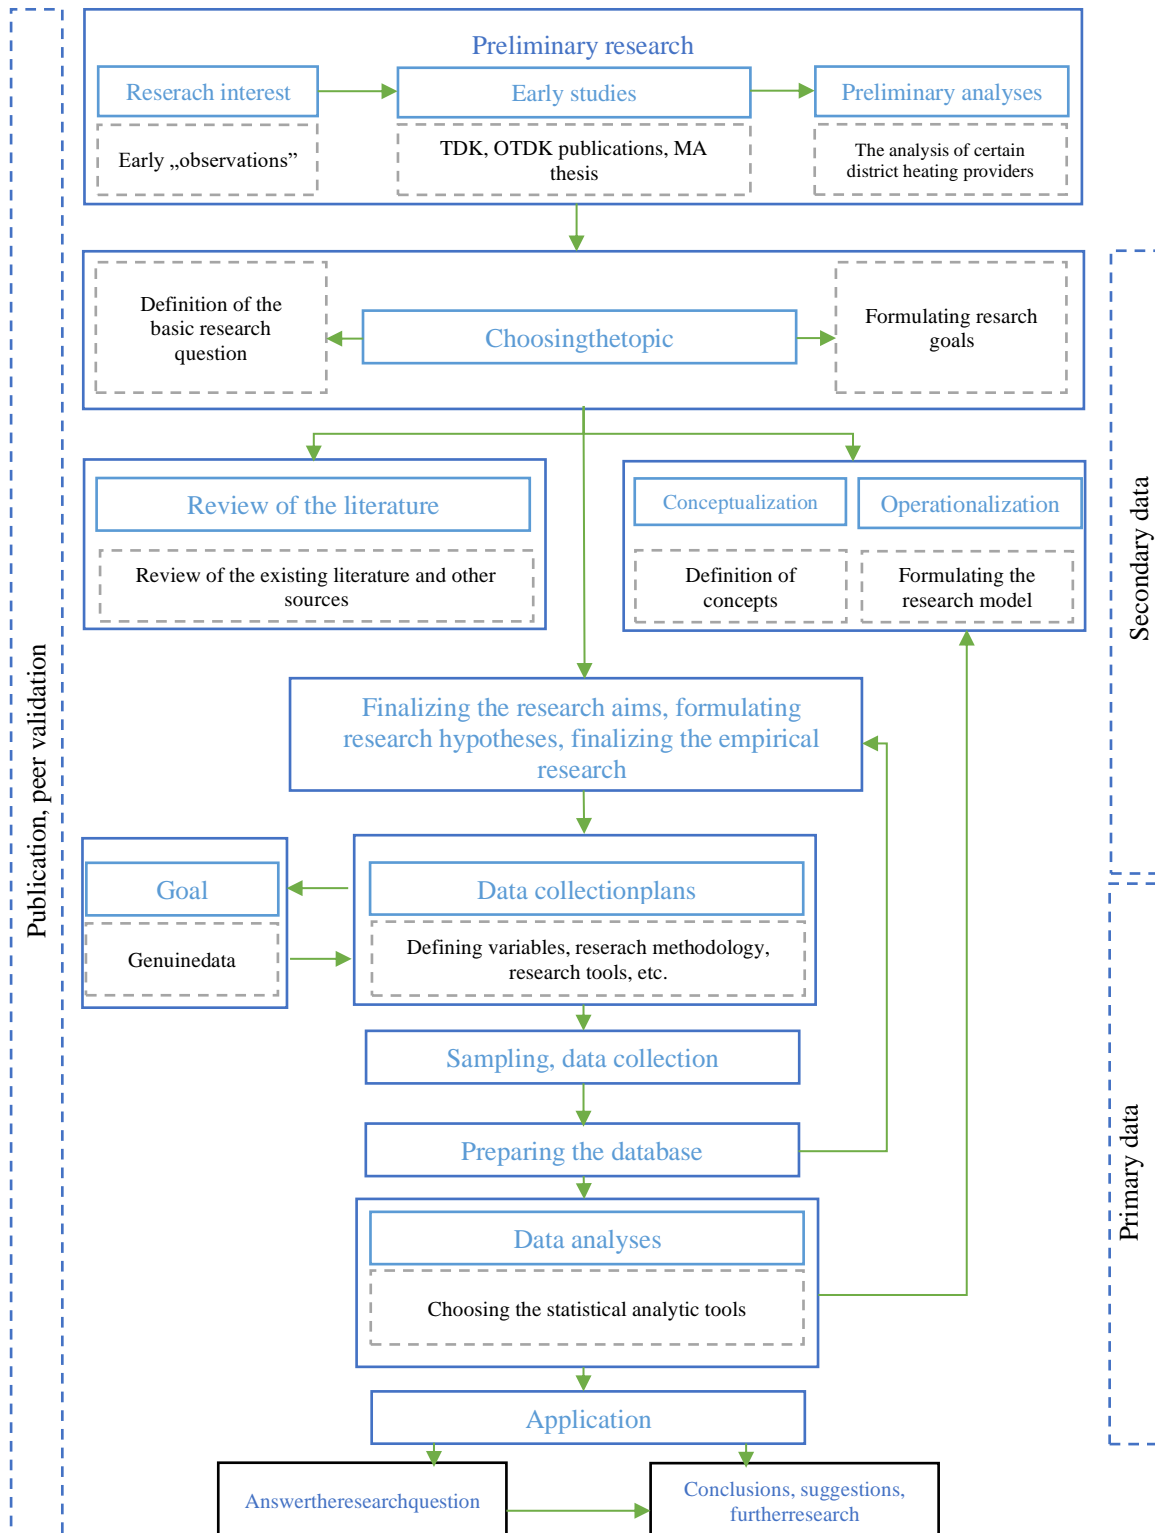 Preliminary research
Reserach interest
Early studies
Preliminary analyses
Early „observations”
TDK, OTDK publications, MA
thesis
The analysis of certain
district heating providers
Definition of the
basic research
question
Choosingthetopic
Formulating resarch
goals
Review of the literature
Review of the existing literature and other
sources
Conceptualization
Operationalization
Definition of
concepts
Formulating the
research model
Finalizing the research aims, formulating
research hypotheses, finalizing the empirical
research
Goal
Genuinedata
Data collectionplans
Defining variables, reserach methodology,
research tools, etc.
Sampling, data collection
Preparing the database
Data analyses
Choosing the statistical analytic tools
Application
Answertheresearchquestion
Conclusions, suggestions,
furtherresearch
Publication, peer validation
Secondary data
Primary data